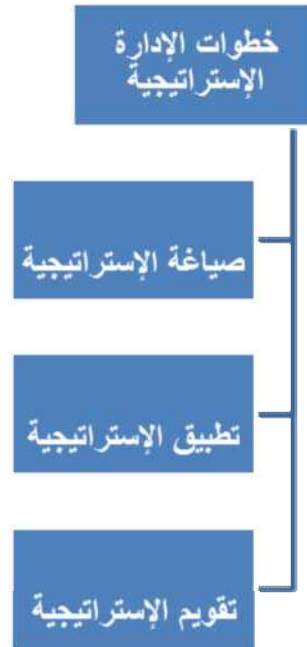 خطوات الإدارة
الإستراتيجية
صياغة الإستراتيجية
تطبيق الإستراتيجية
تقويم الإستراتيجية